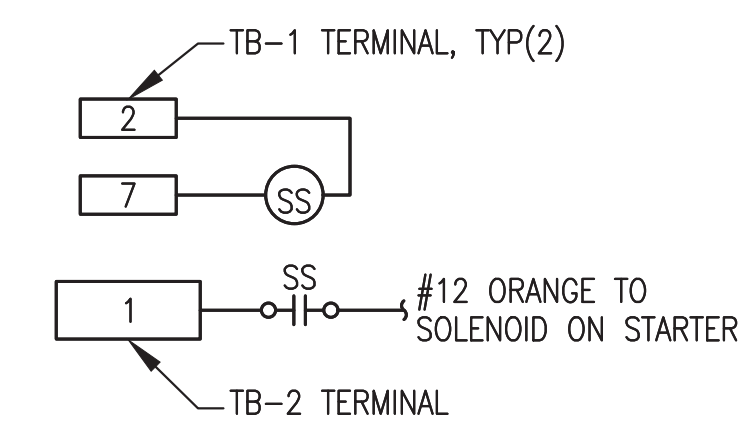 TB-1 TERMINAL, TYP(2)
2
7
SS
SS
1
#12 ORANGE TO
SOLENOID ON STARTER
TB-2 TERMINAL